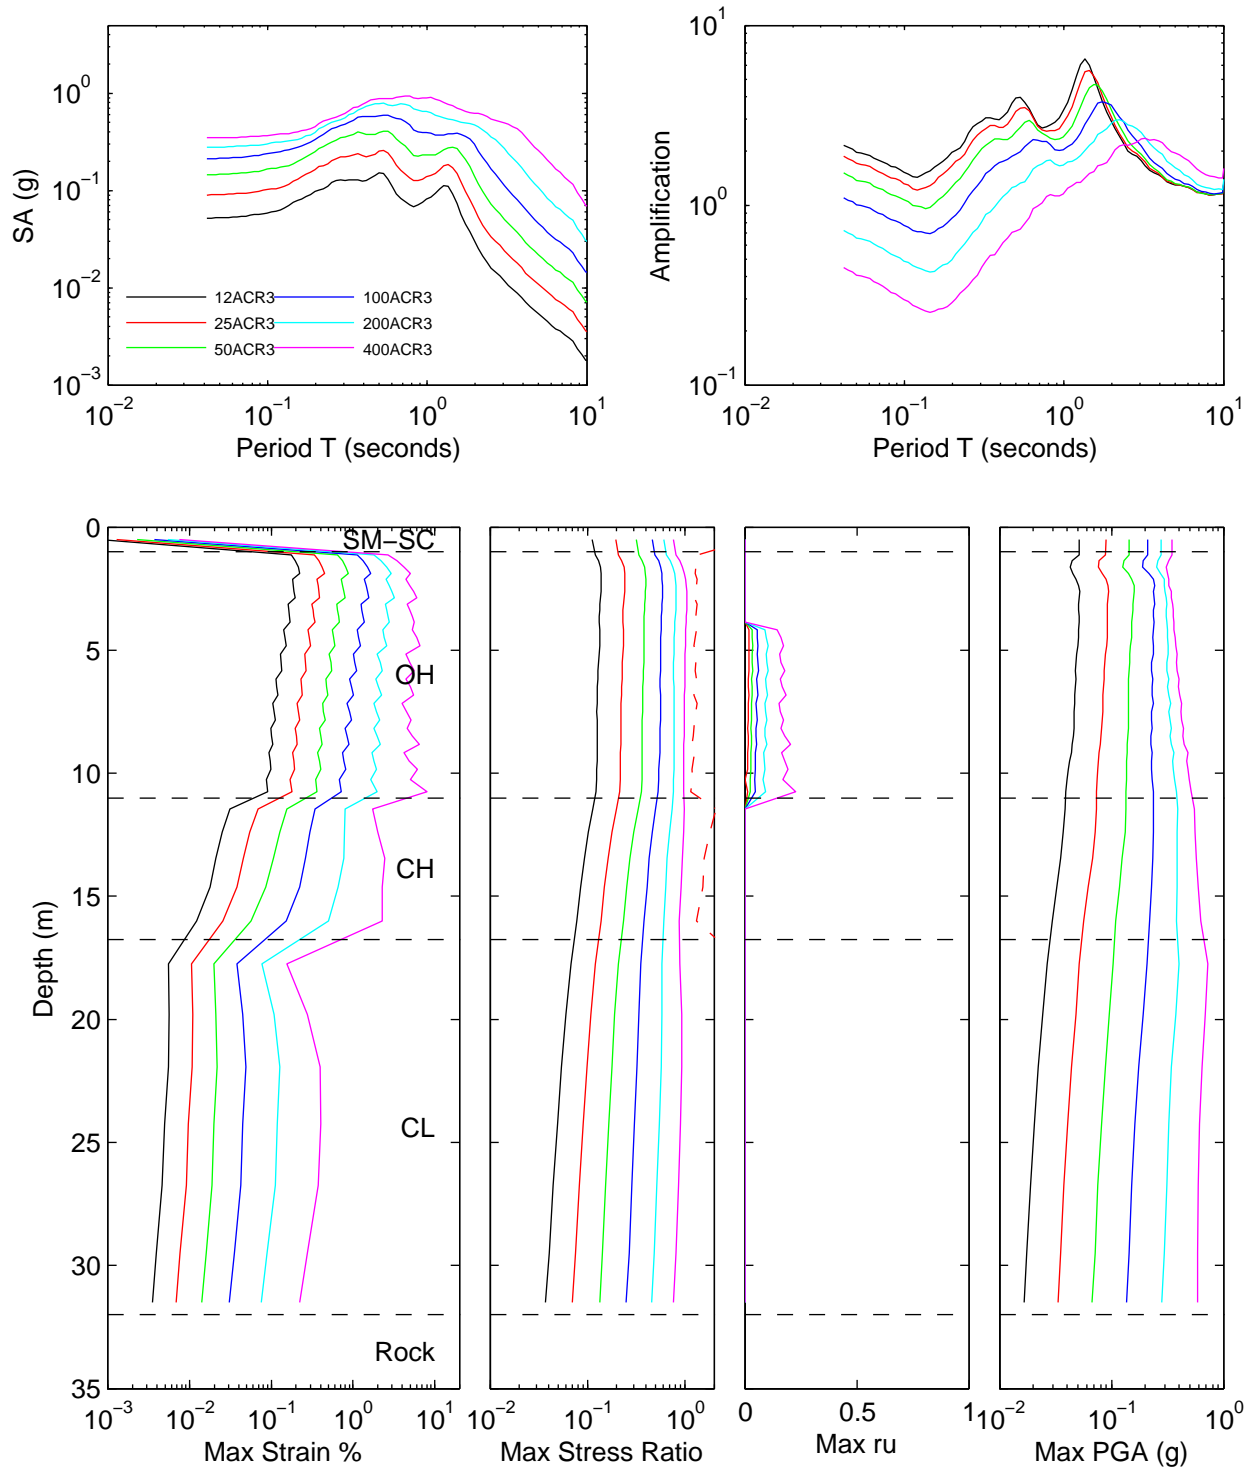 10^1
10^0
10^0
10^−1
10^−2
10^−3
10^−1
SA (g)
Amplification
12ACR3
100ACR3
25ACR3
200ACR3
50ACR3
400ACR3
10^−2
10^−1
10^0
10^1
10^−2
10^−1
10^0
10^1
Period T (seconds)
Period T (seconds)
0
5
10
15
20
25
30
35
Depth (m)
SM−SC
OH
CH
CL
Rock
10^−3
10^−2
10^−1
10^0
10^1
10^−2
10^−1
10^0
0
0.5
1
10^−2
10^−1
10^0
Max Strain %
Max Stress Ratio
Max ru
Max PGA (g)